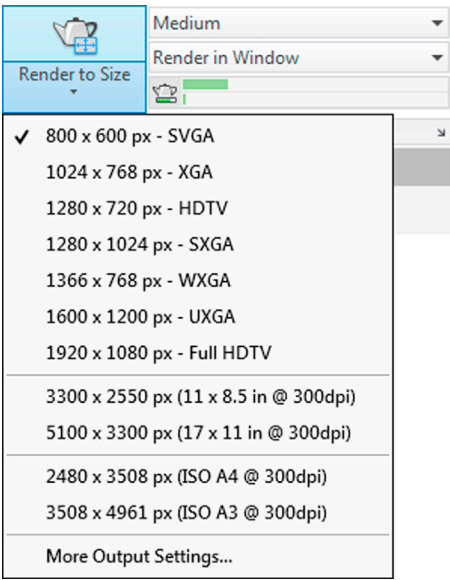 Medium
Render in Window
Render to Size
800 x 600 px - SVGA
1024 x 768 px - XGA
1280 x 720 px - HDTV
1280 x 1024 px - SXGA
1366 x 768 px - WXGA
1600 x 1200 px - UXGA
1920 x 1080 px - Full HDTV
3300 x 2550 px (11 x 8.5 in @ 300dpi)
5100 x 3300 px (17 x 11 in @ 300dpi)
2480 x 3508 px (ISO A4 @ 300dpi)
3508 x 4961 px (ISO A3 @ 300dpi)
More Output Settings...